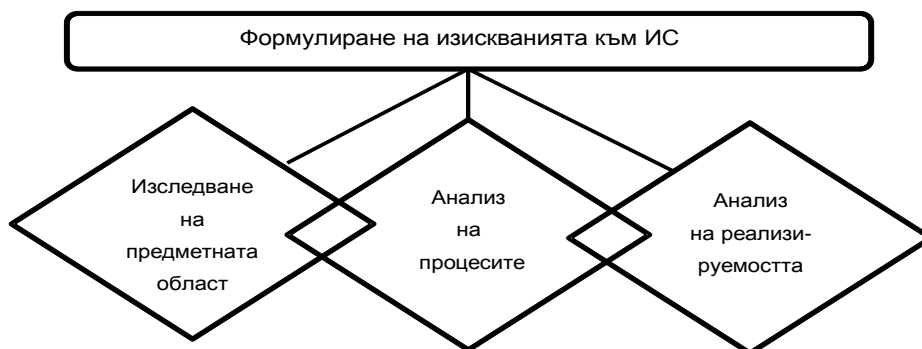 Формулиране на изискванията към ИС
Изследване
на
предметната
област
Анализ
на
процесите
Анализ
на реализи-
руемостта